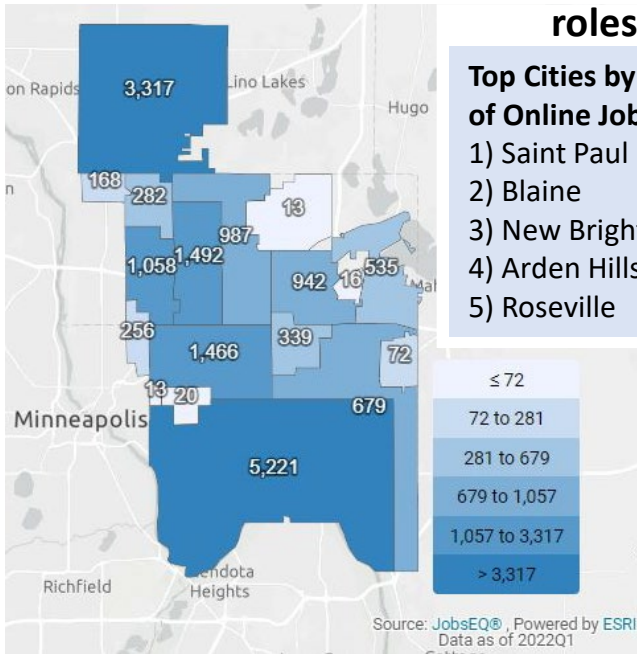 roles
Top Cities by
of Online Job
1) Saint Paul
2) Blaine
3) New Bright
4) Arden Hills
5) Roseville
on Rapids
3,317
Lino Lakes
Hugo
n
168
282
13
987
1,492
1,058
942
16
535
Mah
256
1,466
339
72
13
20
679
Minneapolis
5,221
Richfield
endota
Heights
≤ 72
72 to 281
281 to 679
679 to 1,057
1,057 to 3,317
> 3,317
Source: JobsEQ® , Powered by ESRI
Data as of 2022Q1